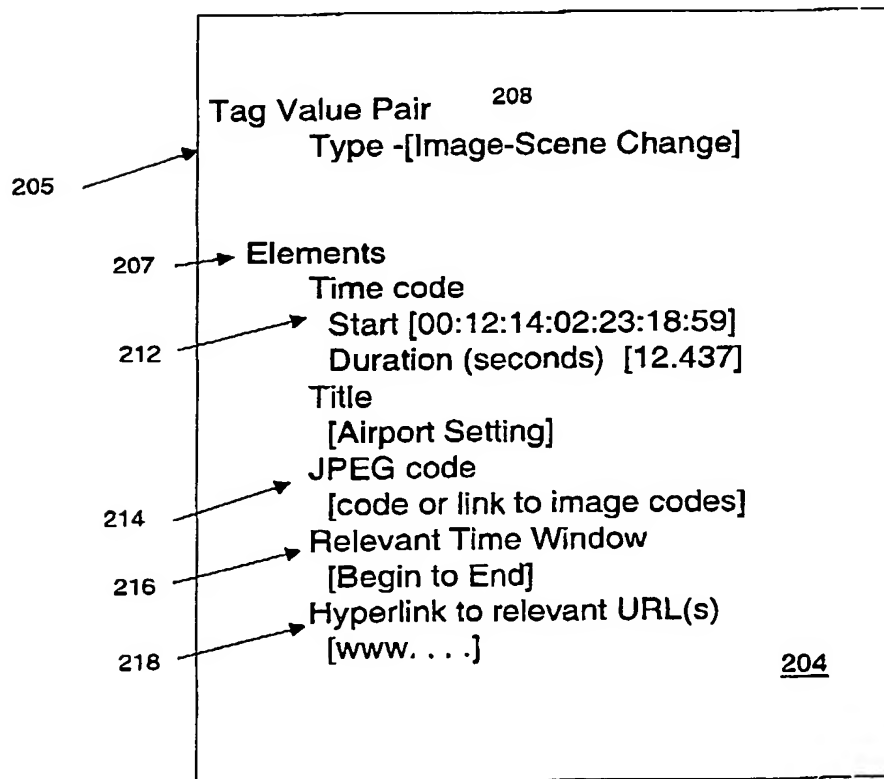 208
Tag Value Pair
Type -[Image-Scene Change]
205
207
Elements
Time code
212
Start [00:12:14:02:23:18:59]
Duration (seconds) [12.437]
Title
[Airport Setting]
JPEG code
214
[code or link to image codes]
Relevant Time Window
216
[Begin to End]
Hyperlink to relevant URL(s)
218
[www. . . .]
204